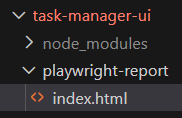 task-manager-ui
node_modules
playwright-report
<> index.html